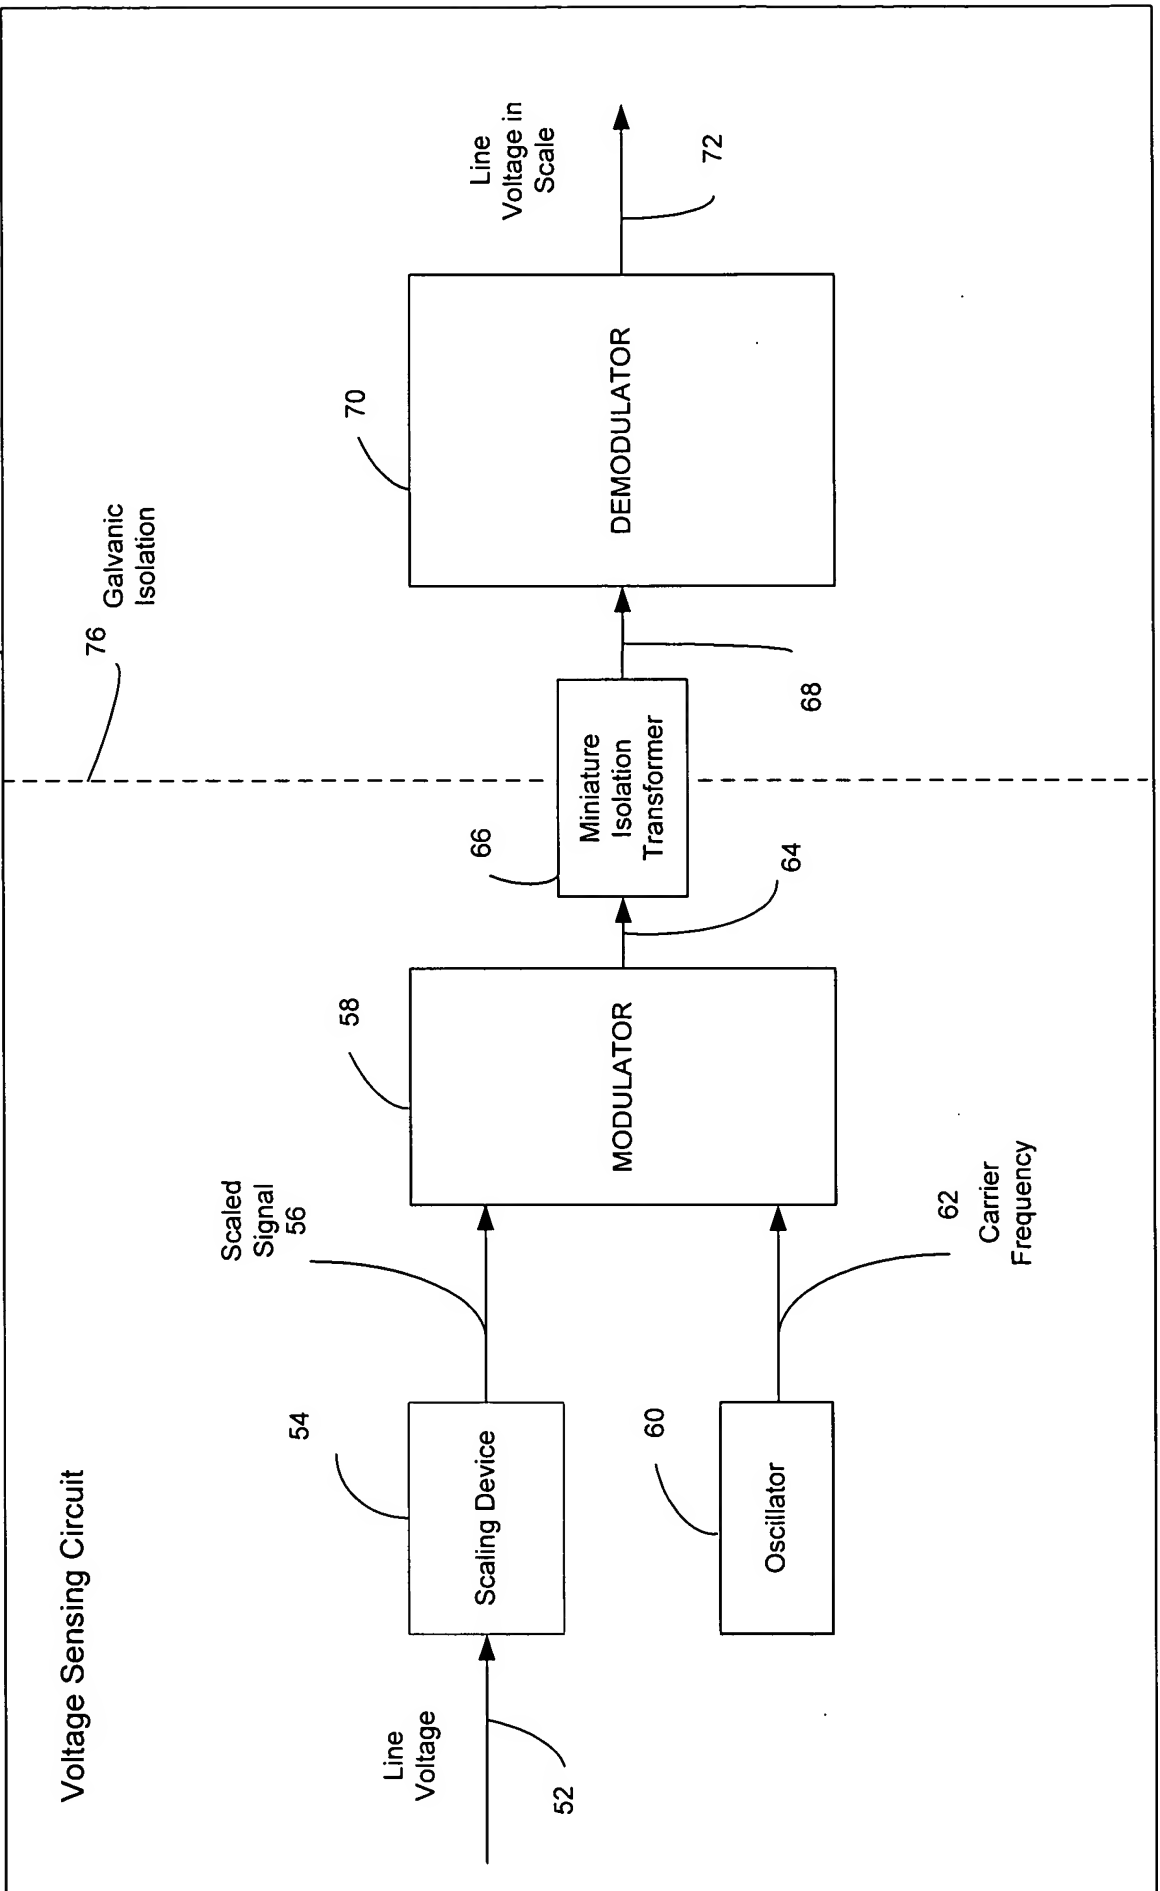 Voltage Sensing Circuit
76
Galvanic
Isolation
Line
Voltage
52
54
Scaling Device
Scaled
Signal
56
60
Oscillator
62
Carrier
Frequency
58
MODULATOR
64
66
Miniature
Isolation
Transformer
68
70
DEMODULATOR
Line
Voltage in
Scale
72